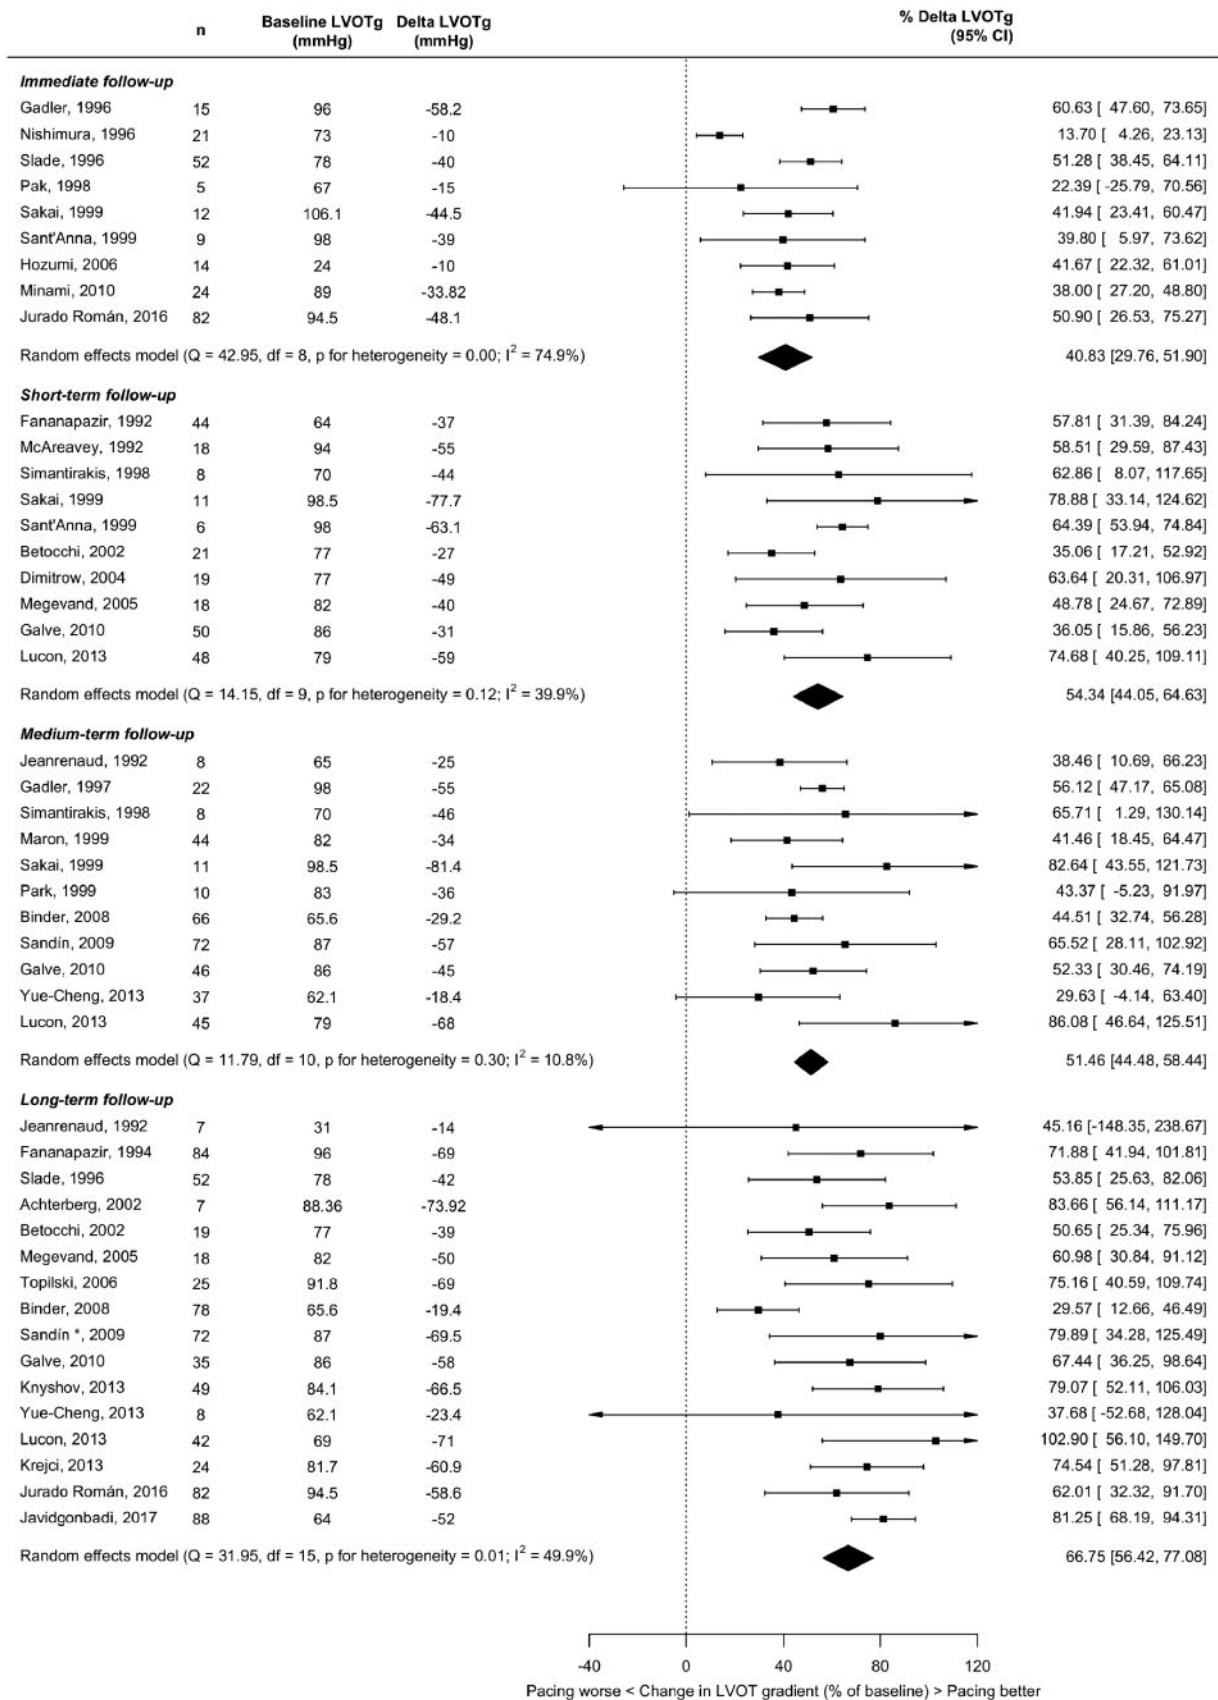 n Baseline LVOTg Delta LVOTg % Delta LVOTg
(mmHg) (mmHg) (95% CI)
Immediate follow-up
Gadler, 1996 15 96 -58.2 60.63 [ 47.60, 73.65]
Nishimura, 1996 21 73 -10 13.70 [ 4.26, 23.13]
Slade, 1996 52 78 -40 51.28 [ 38.45, 64.11]
Pak, 1998 5 67 -15 22.39 [ -25.79, 70.56]
Sakai, 1999 12 106.1 -44.5 41.94 [ 23.41, 60.47]
Sant'Anna, 1999 9 98 -39 39.80 [ 5.97, 73.62]
Hozumi, 2006 14 24 -10 41.67 [ 22.32, 61.01]
Minami, 2010 24 89 -33.82 38.00 [ 27.20, 48.80]
Jurado Román, 2016 82 94.5 -48.1 50.90 [ 26.53, 75.27]
Random effects model (Q = 42.95, df = 8, p for heterogeneity = 0.00; I² = 74.9%) 40.83 [29.76, 51.90]
Short-term follow-up
Fananapazir, 1992 44 64 -37 57.81 [ 31.39, 84.24]
McAreavey, 1992 18 94 -55 58.51 [ 29.59, 87.43]
Simantirakis, 1998 8 70 -44 62.86 [ 8.07, 117.65]
Sakai, 1999 11 98.5 -77.7 78.88 [ 33.14, 124.62]
Sant'Anna, 1999 6 98 -63.1 64.39 [ 53.94, 74.84]
Betocchi, 2002 21 77 -27 35.06 [ 17.21, 52.92]
Dimitrow, 2004 19 77 -49 63.64 [ 20.31, 106.97]
Megevand, 2005 18 82 -40 48.78 [ 24.67, 72.89]
Galve, 2010 50 86 -31 36.05 [ 15.86, 56.23]
Lucon, 2013 48 79 -59 74.68 [ 40.25, 109.11]
Random effects model (Q = 14.15, df = 9, p for heterogeneity = 0.12; I² = 39.9%) 54.34 [44.05, 64.63]
Medium-term follow-up
Jeanrenaud, 1992 8 65 -25 38.46 [ 10.69, 66.23]
Gadler, 1997 22 98 -55 56.12 [ 47.17, 65.08]
Simantirakis, 1998 8 70 -46 65.71 [ 1.29, 130.14]
Maron, 1999 44 82 -34 41.46 [ 18.45, 64.47]
Sakai, 1999 11 98.5 -81.4 82.64 [ 43.55, 121.73]
Park, 1999 10 83 -36 43.37 [ -5.23, 91.97]
Binder, 2008 66 65.6 -29.2 44.51 [ 32.74, 56.28]
Sandín, 2009 72 87 -57 65.52 [ 28.11, 102.92]
Galve, 2010 46 86 -45 52.33 [ 30.46, 74.19]
Yue-Cheng, 2013 37 62.1 -18.4 29.63 [ -4.14, 63.40]
Lucon, 2013 45 79 -68 86.08 [ 46.64, 125.51]
Random effects model (Q = 11.79, df = 10, p for heterogeneity = 0.30; I² = 10.8%) 51.46 [44.48, 58.44]
Long-term follow-up
Jeanrenaud, 1992 7 31 -14 45.16 [-148.35, 238.67]
Fananapazir, 1994 84 96 -69 71.88 [ 41.94, 101.81]
Slade, 1996 52 78 -42 53.85 [ 25.63, 82.06]
Achterberg, 2002 7 88.36 -73.92 83.66 [ 56.14, 111.17]
Betocchi, 2002 19 77 -39 50.65 [ 25.34, 75.96]
Megevand, 2005 18 82 -50 60.98 [ 30.84, 91.12]
Topilski, 2006 25 91.8 -69 75.16 [ 40.59, 109.74]
Binder, 2008 78 65.6 -19.4 29.57 [ 12.66, 46.49]
Sandín *, 2009 72 87 -69.5 79.89 [ 34.28, 125.49]
Galve, 2010 35 86 -58 67.44 [ 36.25, 98.64]
Knyshov, 2013 49 84.1 -66.5 79.07 [ 52.11, 106.03]
Yue-Cheng, 2013 8 62.1 -23.4 37.68 [ -52.68, 128.04]
Lucon, 2013 42 69 -71 102.90 [ 56.10, 149.70]
Krejci, 2013 24 81.7 -60.9 74.54 [ 51.28, 97.81]
Jurado Román, 2016 82 94.5 -58.6 62.01 [ 32.32, 91.70]
Javidgonbadi, 2017 88 64 -52 81.25 [ 68.19, 94.31]
Random effects model (Q = 31.95, df = 15, p for heterogeneity = 0.01; I² = 49.9%) 66.75 [56.42, 77.08]
-40 0 40 80 120
Pacing worse < Change in LVOT gradient (% of baseline) > Pacing better